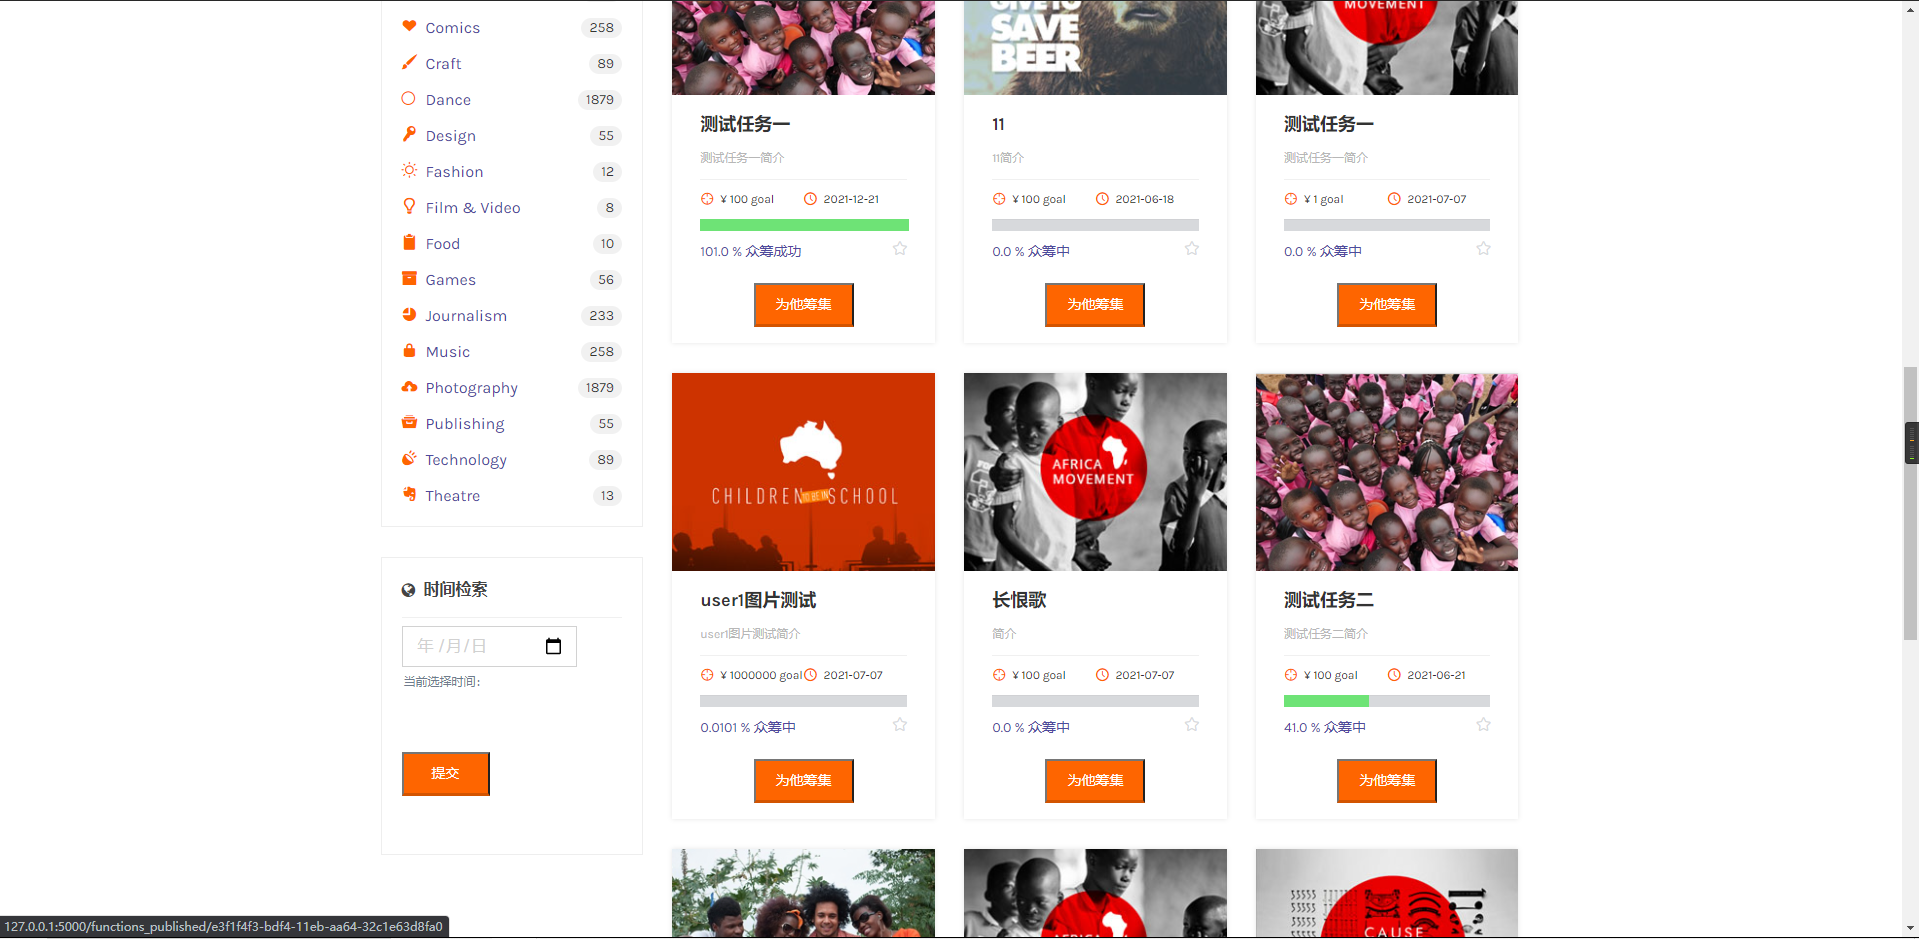 Comics 258
Craft 89
Dance 1879
Design 55
Fashion 12
Film & Video 8
Food 10
Games 56
Journalism 233
Music 258
Photography 1879
Publishing 55
Technology 89
Theatre 13
时间检索
年 /月/日
当前选择时间:
提交
GIVE TO
SAVE
BEER
MOVEMENT
测试任务一
测试任务一简介
¥ 100 goal
2021-12-21
101.0 % 众筹成功
为他筹集
11
11简介
¥ 100 goal
2021-06-18
0.0 % 众筹中
为他筹集
测试任务一
测试任务一简介
¥ 1 goal
2021-07-07
0.0 % 众筹中
为他筹集
CHILDREN TO BE IN SCHOOL
user1图片测试
user1图片测试简介
¥ 1000000 goal
2021-07-07
0.0101 % 众筹中
为他筹集
AFRICA
MOVEMENT
长恨歌
简介
¥ 100 goal
2021-07-07
0.0 % 众筹中
为他筹集
测试任务二
测试任务二简介
¥ 100 goal
2021-06-21
41.0 % 众筹中
为他筹集
AFRICA
CAUSE
127.0.0.1:5000/functions_published/e3f1f4f3-bdf4-11eb-aa64-32c1e63d8fa0